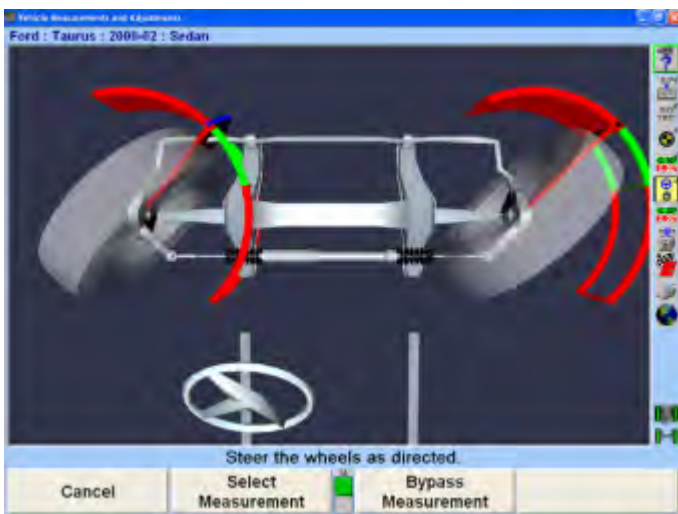 Vehicle Measurements and Adjustments
Ford : Taurus : 2000-02 : Sedan
Steer the wheels as directed.
Cancel
Select
Measurement
Bypass
Measurement